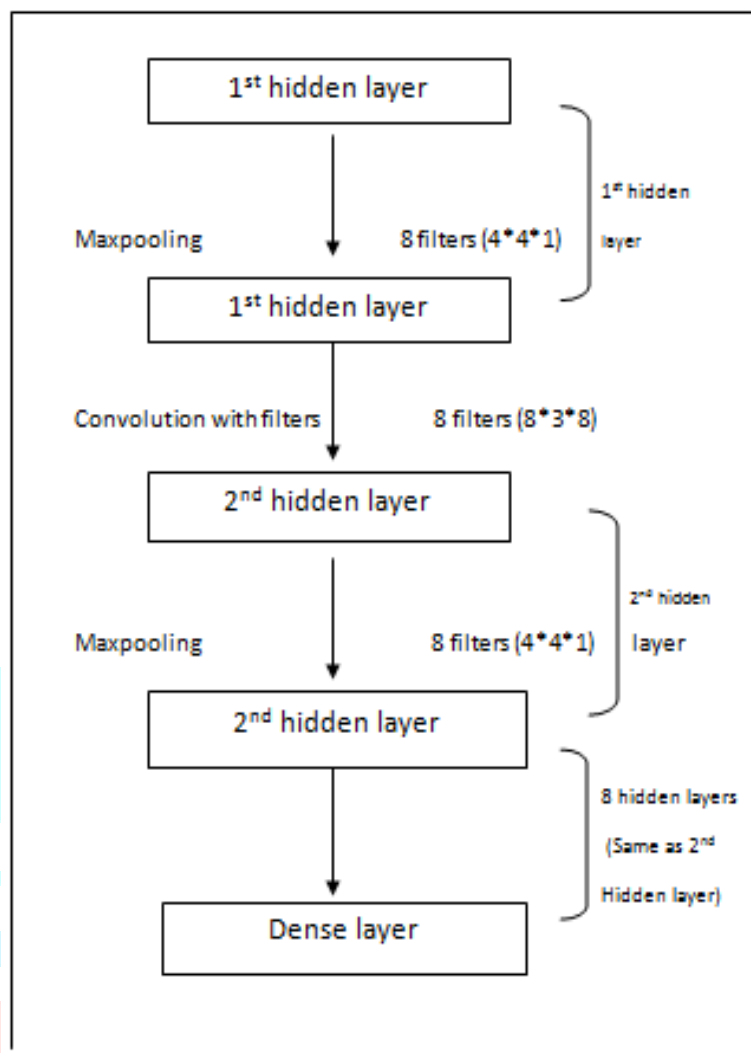 1st hidden layer
1st hidden
Maxpooling 8 filters (4*4*1) layer
1st hidden layer
Convolution with filters 8 filters (8*3*8)
2nd hidden layer
2nd hidden
Maxpooling 8 filters (4*4*1) layer
2nd hidden layer
8 hidden layers
(Same as 2nd
Hidden layer)
Dense layer